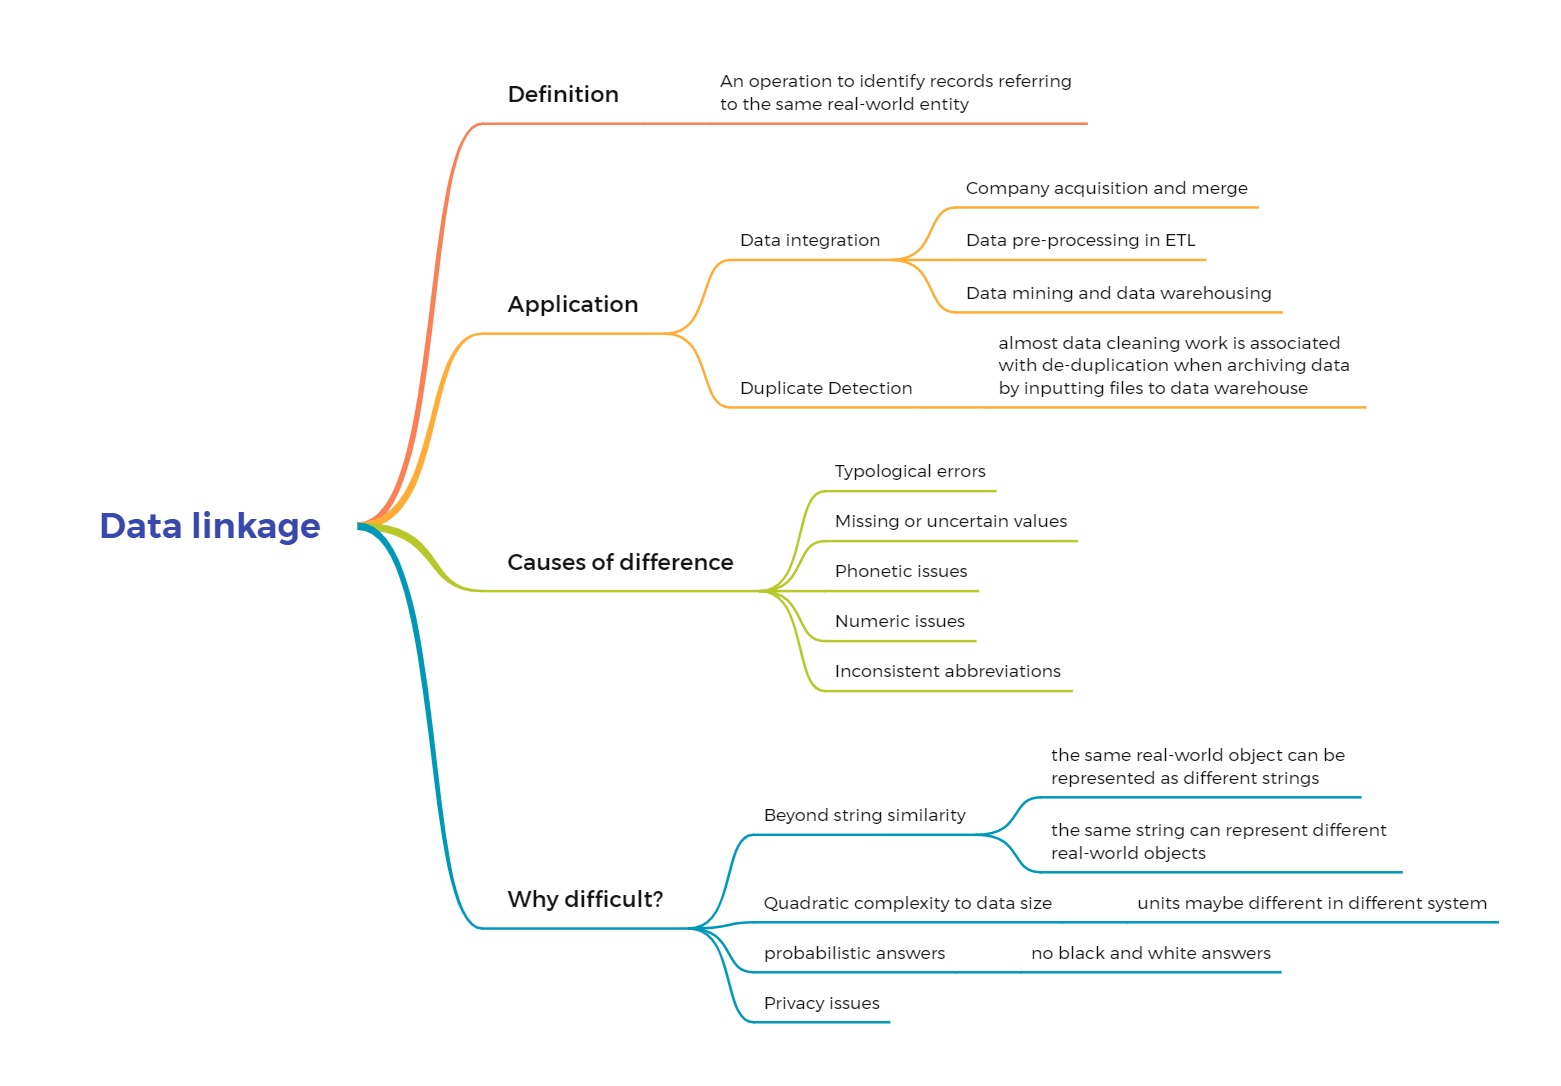 Data linkage
Definition
An operation to identify records referring
to the same real-world entity
Application
Data integration
Company acquisition and merge
Data pre-processing in ETL
Data mining and data warehousing
Duplicate Detection
almost data cleaning work is associated
with de-duplication when archiving data
by inputting files to data warehouse
Causes of difference
Typological errors
Missing or uncertain values
Phonetic issues
Numeric issues
Inconsistent abbreviations
Why difficult?
Beyond string similarity
the same real-world object can be
represented as different strings
the same string can represent different
real-world objects
Quadratic complexity to data size
units maybe different in different system
probabilistic answers
no black and white answers
Privacy issues